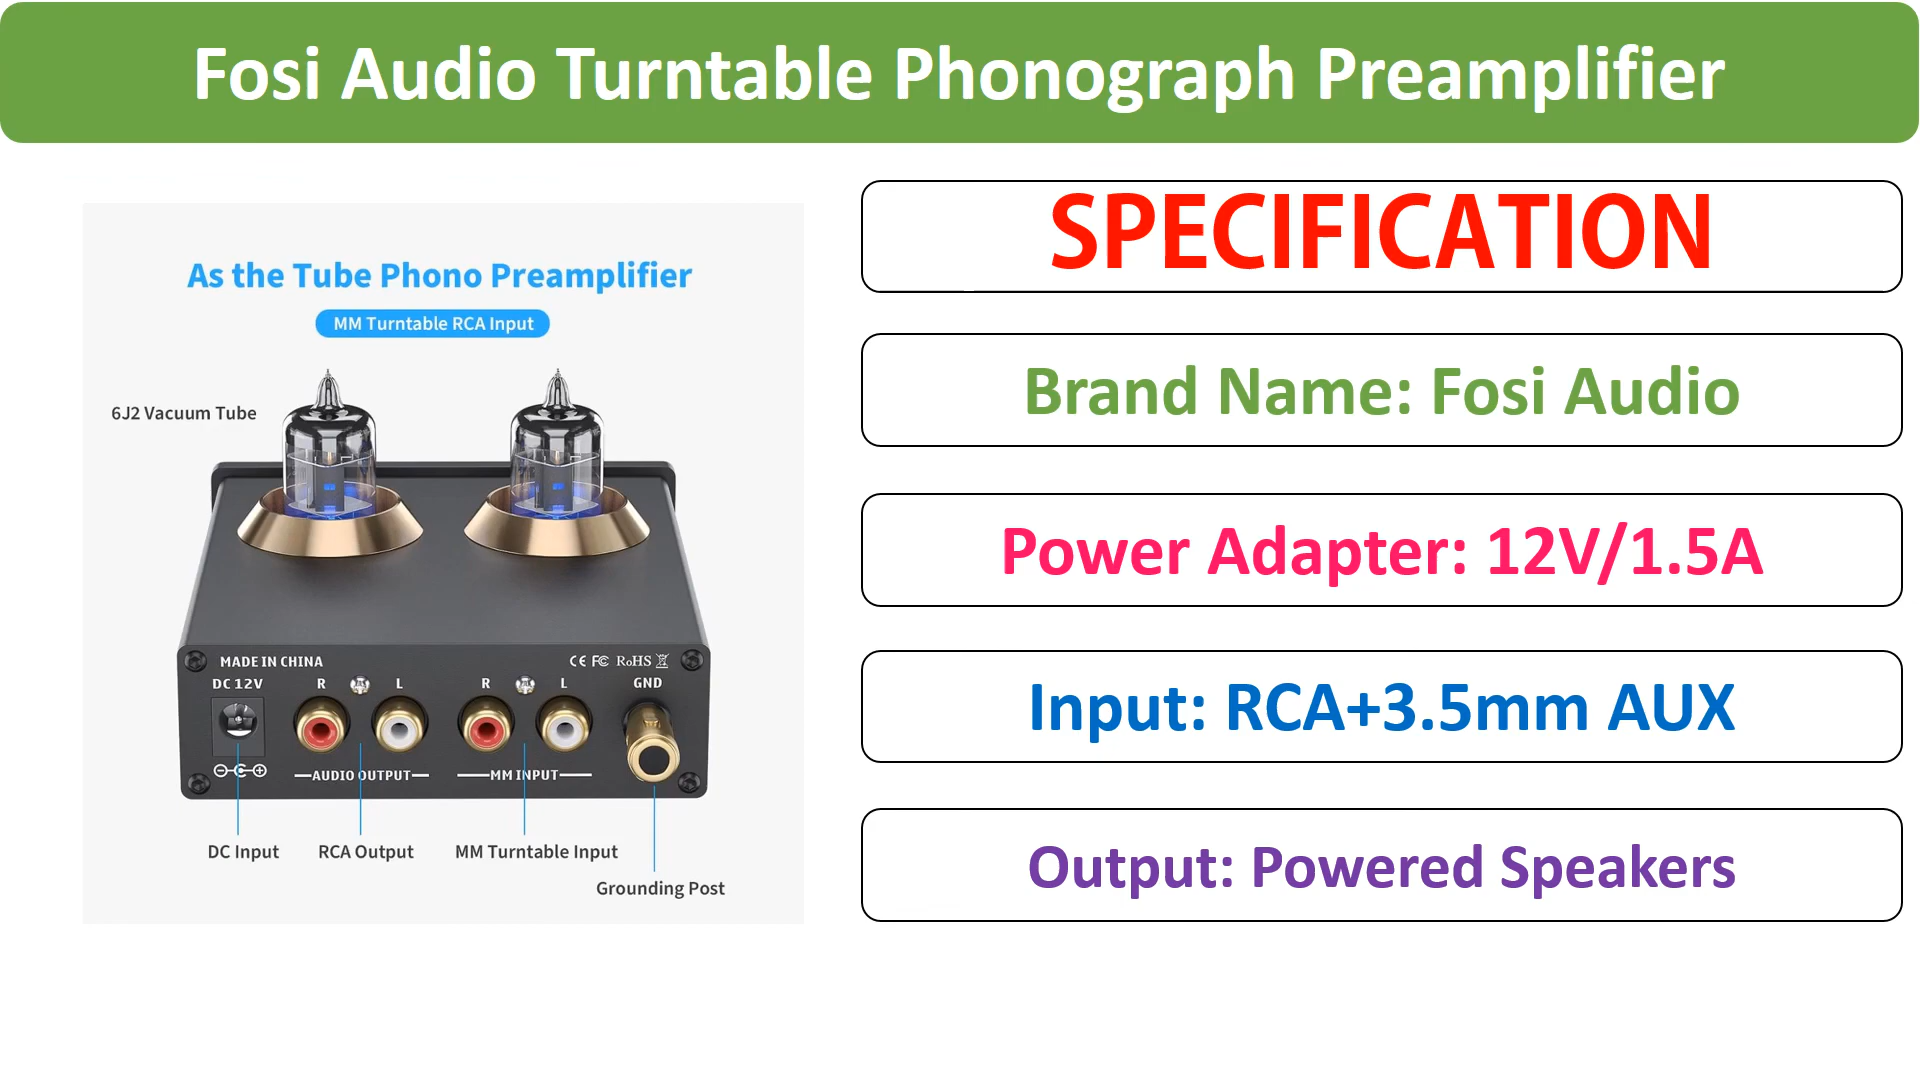 Fosi Audio Turntable Phonograph Preamplifier
As the Tube Phono Preamplifier
MM Turntable RCA Input
6J2 Vacuum Tube
MADE IN CHINA
CE FC RoHS
DC 12V
R
L
R
L
GND
AUDIO OUTPUT
MM INPUT
DC Input
RCA Output
MM Turntable Input
Grounding Post
SPECIFICATION
Brand Name: Fosi Audio
Power Adapter: 12V/1.5A
Input: RCA+3.5mm AUX
Output: Powered Speakers